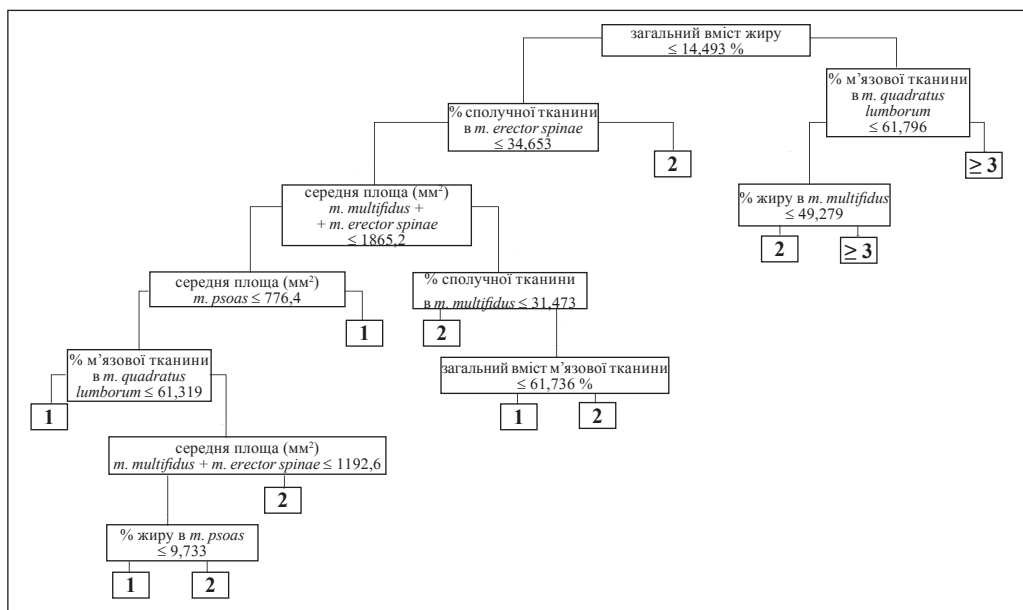 загальний вміст жиру
≤ 14,493 %
% м’язової тканини
в m. quadratus
lumborum
≤ 61,796
% сполучної тканини
в m. erector spinae
≤ 34,653
2
≥ 3
середня площа (мм²)
m. multifidus +
+ m. erector spinae
≤ 1865,2
% жиру в m. multifidus
≤ 49,279
2
≥ 3
середня площа (мм²)
m. psoas ≤ 776,4
% сполучної тканини
в m. multifidus ≤ 31,473
1
2
% м’язової тканини
в m. quadratus
lumborum ≤ 61,319
загальний вміст м’язової тканини
≤ 61,736 %
1
1
2
середня площа (мм²)
m. multifidus + m. erector spinae ≤ 1192,6
2
% жиру в m. psoas
≤ 9,733
1
2